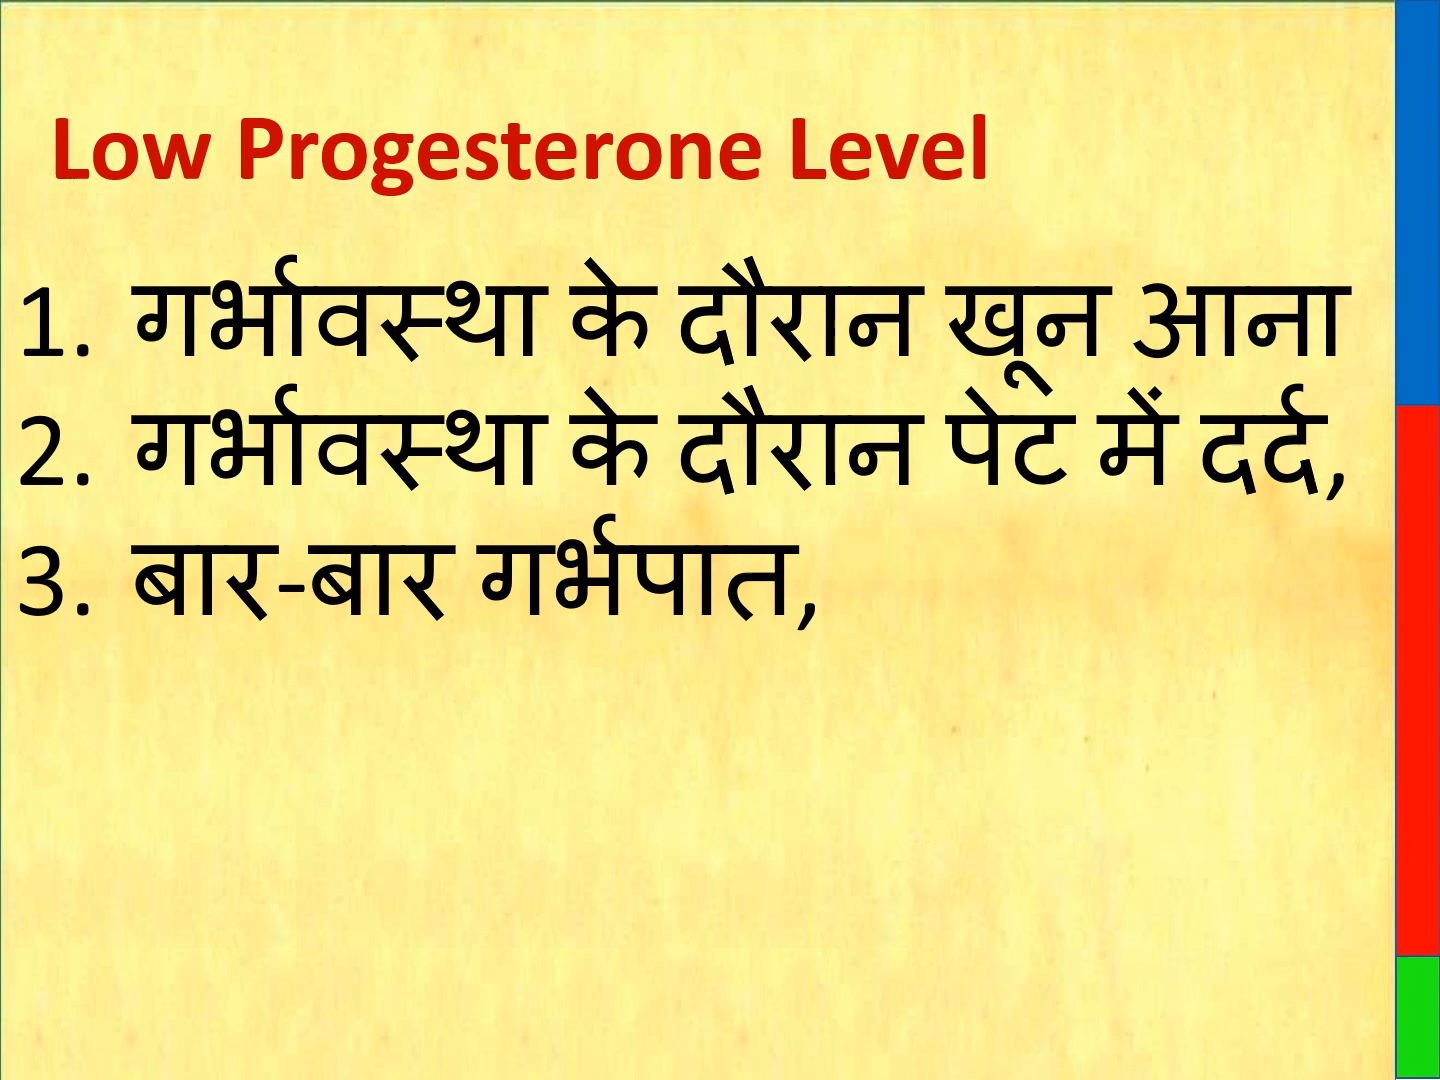 Low Progesterone Level
1. गर्भावस्था के दौरान खून आना
2. गर्भावस्था के दौरान पेट में दर्द,
3. बार-बार गर्भपात,